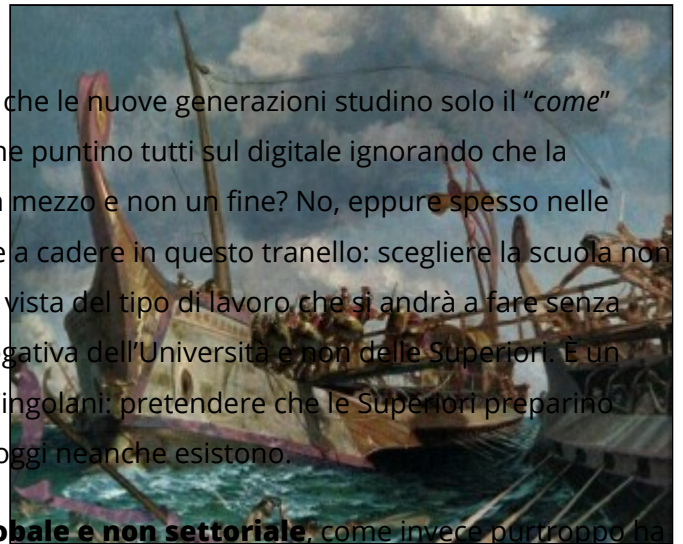 che le nuove generazioni studino solo il “come”
puntino tutti sul digitale ignorando che la
mezzo e non un fine? No, eppure spesso nelle
a cadere in questo tranello: scegliere la scuola non
vista del tipo di lavoro che si andrà a fare senza
dell’Università e non delle Superiori. È un
pretendere che le Superiori preparino
oggi neanche esistono.
e non settoriale, come invece purtroppo ha